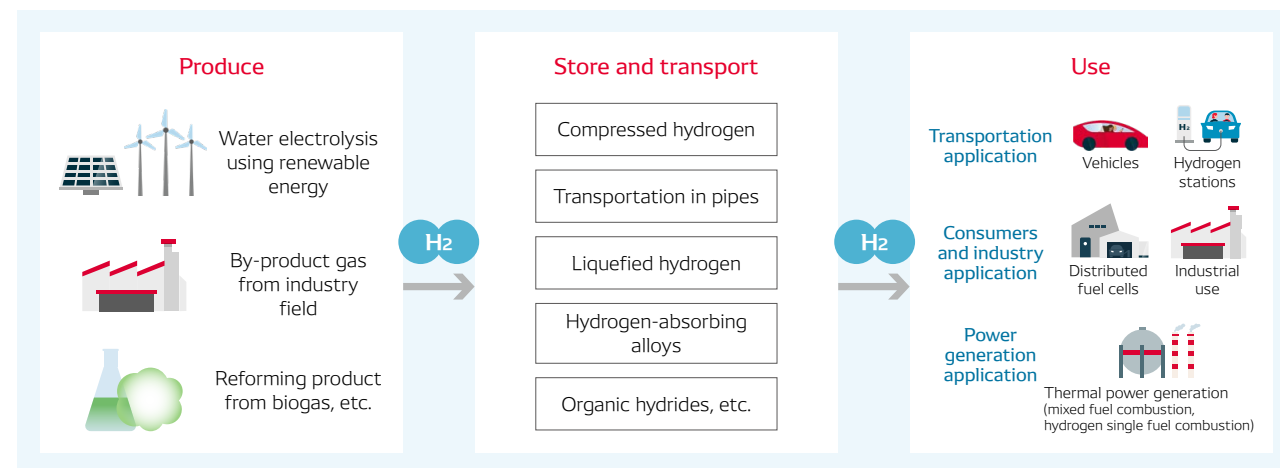 Produce
Water electrolysis
using renewable
energy
By-product gas
from industry
field
Reforming product
from biogas, etc.
H2
Store and transport
Compressed hydrogen
Transportation in pipes
Liquefied hydrogen
Hydrogen-absorbing
alloys
Organic hydrides, etc.
H2
Use
Transportation
application
Vehicles
H2
Hydrogen
stations
Consumers
and industry
application
Distributed
fuel cells
Industrial
use
Power
generation
application
Thermal power generation
(mixed fuel combustion,
hydrogen single fuel combustion)